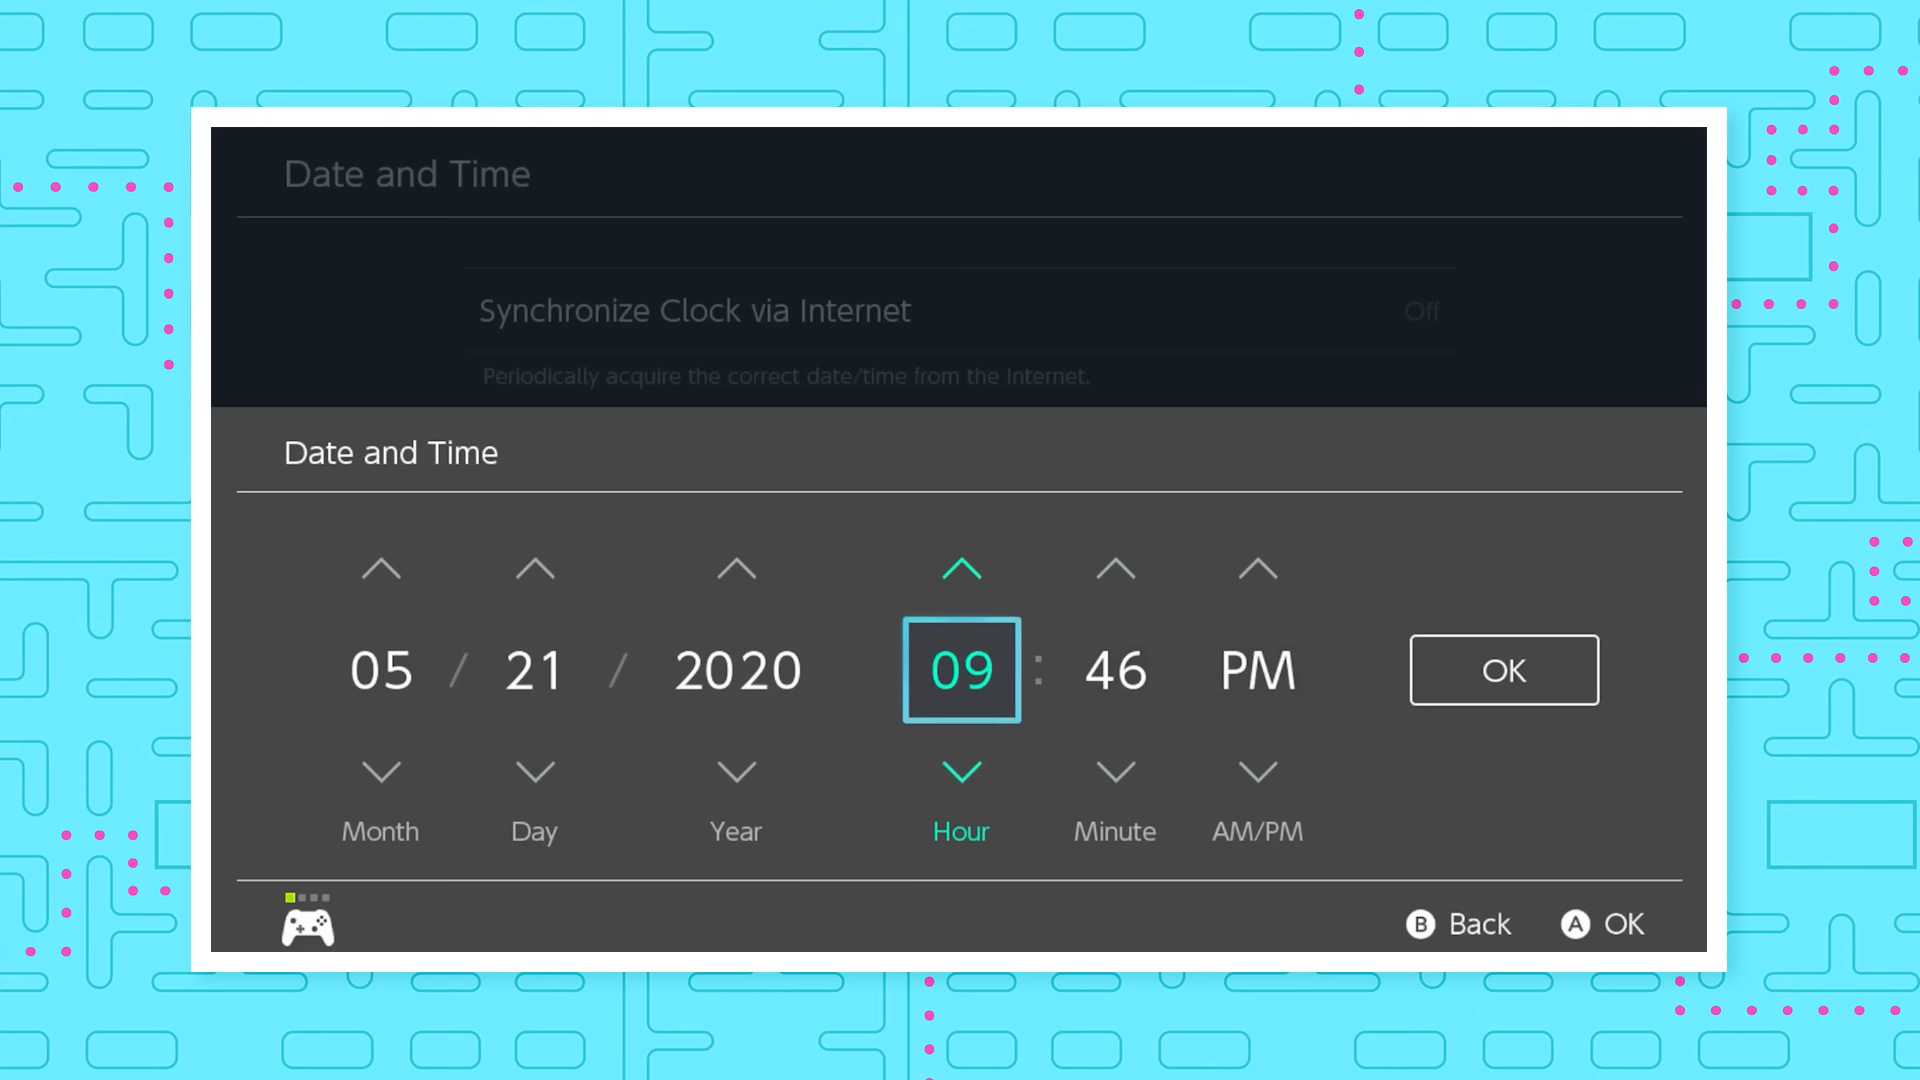 Date and Time
Synchronize Clock via Internet Off
Periodically acquire the correct date/time from the Internet.
Date and Time
05 / 21 / 2020 09 : 46 PM OK
Month Day Year Hour Minute AM/PM
B Back A OK